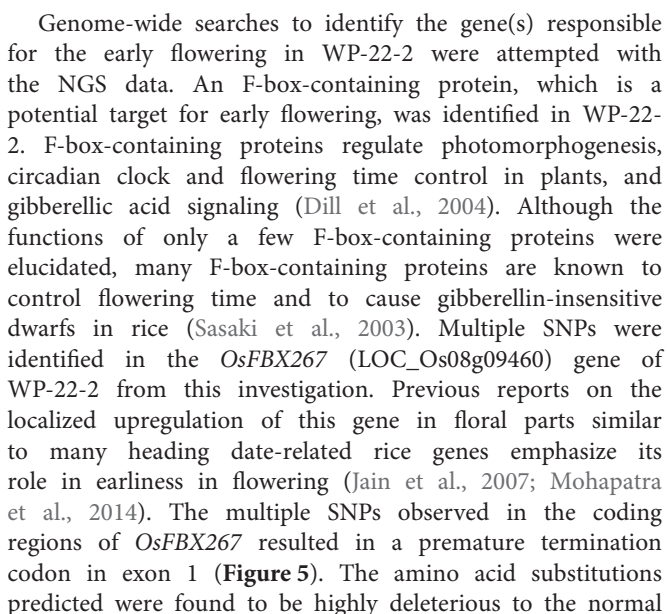 Genome-wide searches to identify the gene(s) responsible
for the early flowering in WP-22-2 were attempted with
the NGS data. An F-box-containing protein, which is a
potential target for early flowering, was identified in WP-22-
2. F-box-containing proteins regulate photomorphogenesis,
circadian clock and flowering time control in plants, and
gibberellic acid signaling (Dill et al., 2004). Although the
functions of only a few F-box-containing proteins were
elucidated, many F-box-containing proteins are known to
control flowering time and to cause gibberellin-insensitive
dwarfs in rice (Sasaki et al., 2003). Multiple SNPs were
identified in the OsFBX267 (LOC_Os08g09460) gene of
WP-22-2 from this investigation. Previous reports on the
localized upregulation of this gene in floral parts similar
to many heading date-related rice genes emphasize its
role in earliness in flowering (Jain et al., 2007; Mohapatra
et al., 2014). The multiple SNPs observed in the coding
regions of OsFBX267 resulted in a premature termination
codon in exon 1 (Figure 5). The amino acid substitutions
predicted were found to be highly deleterious to the normal